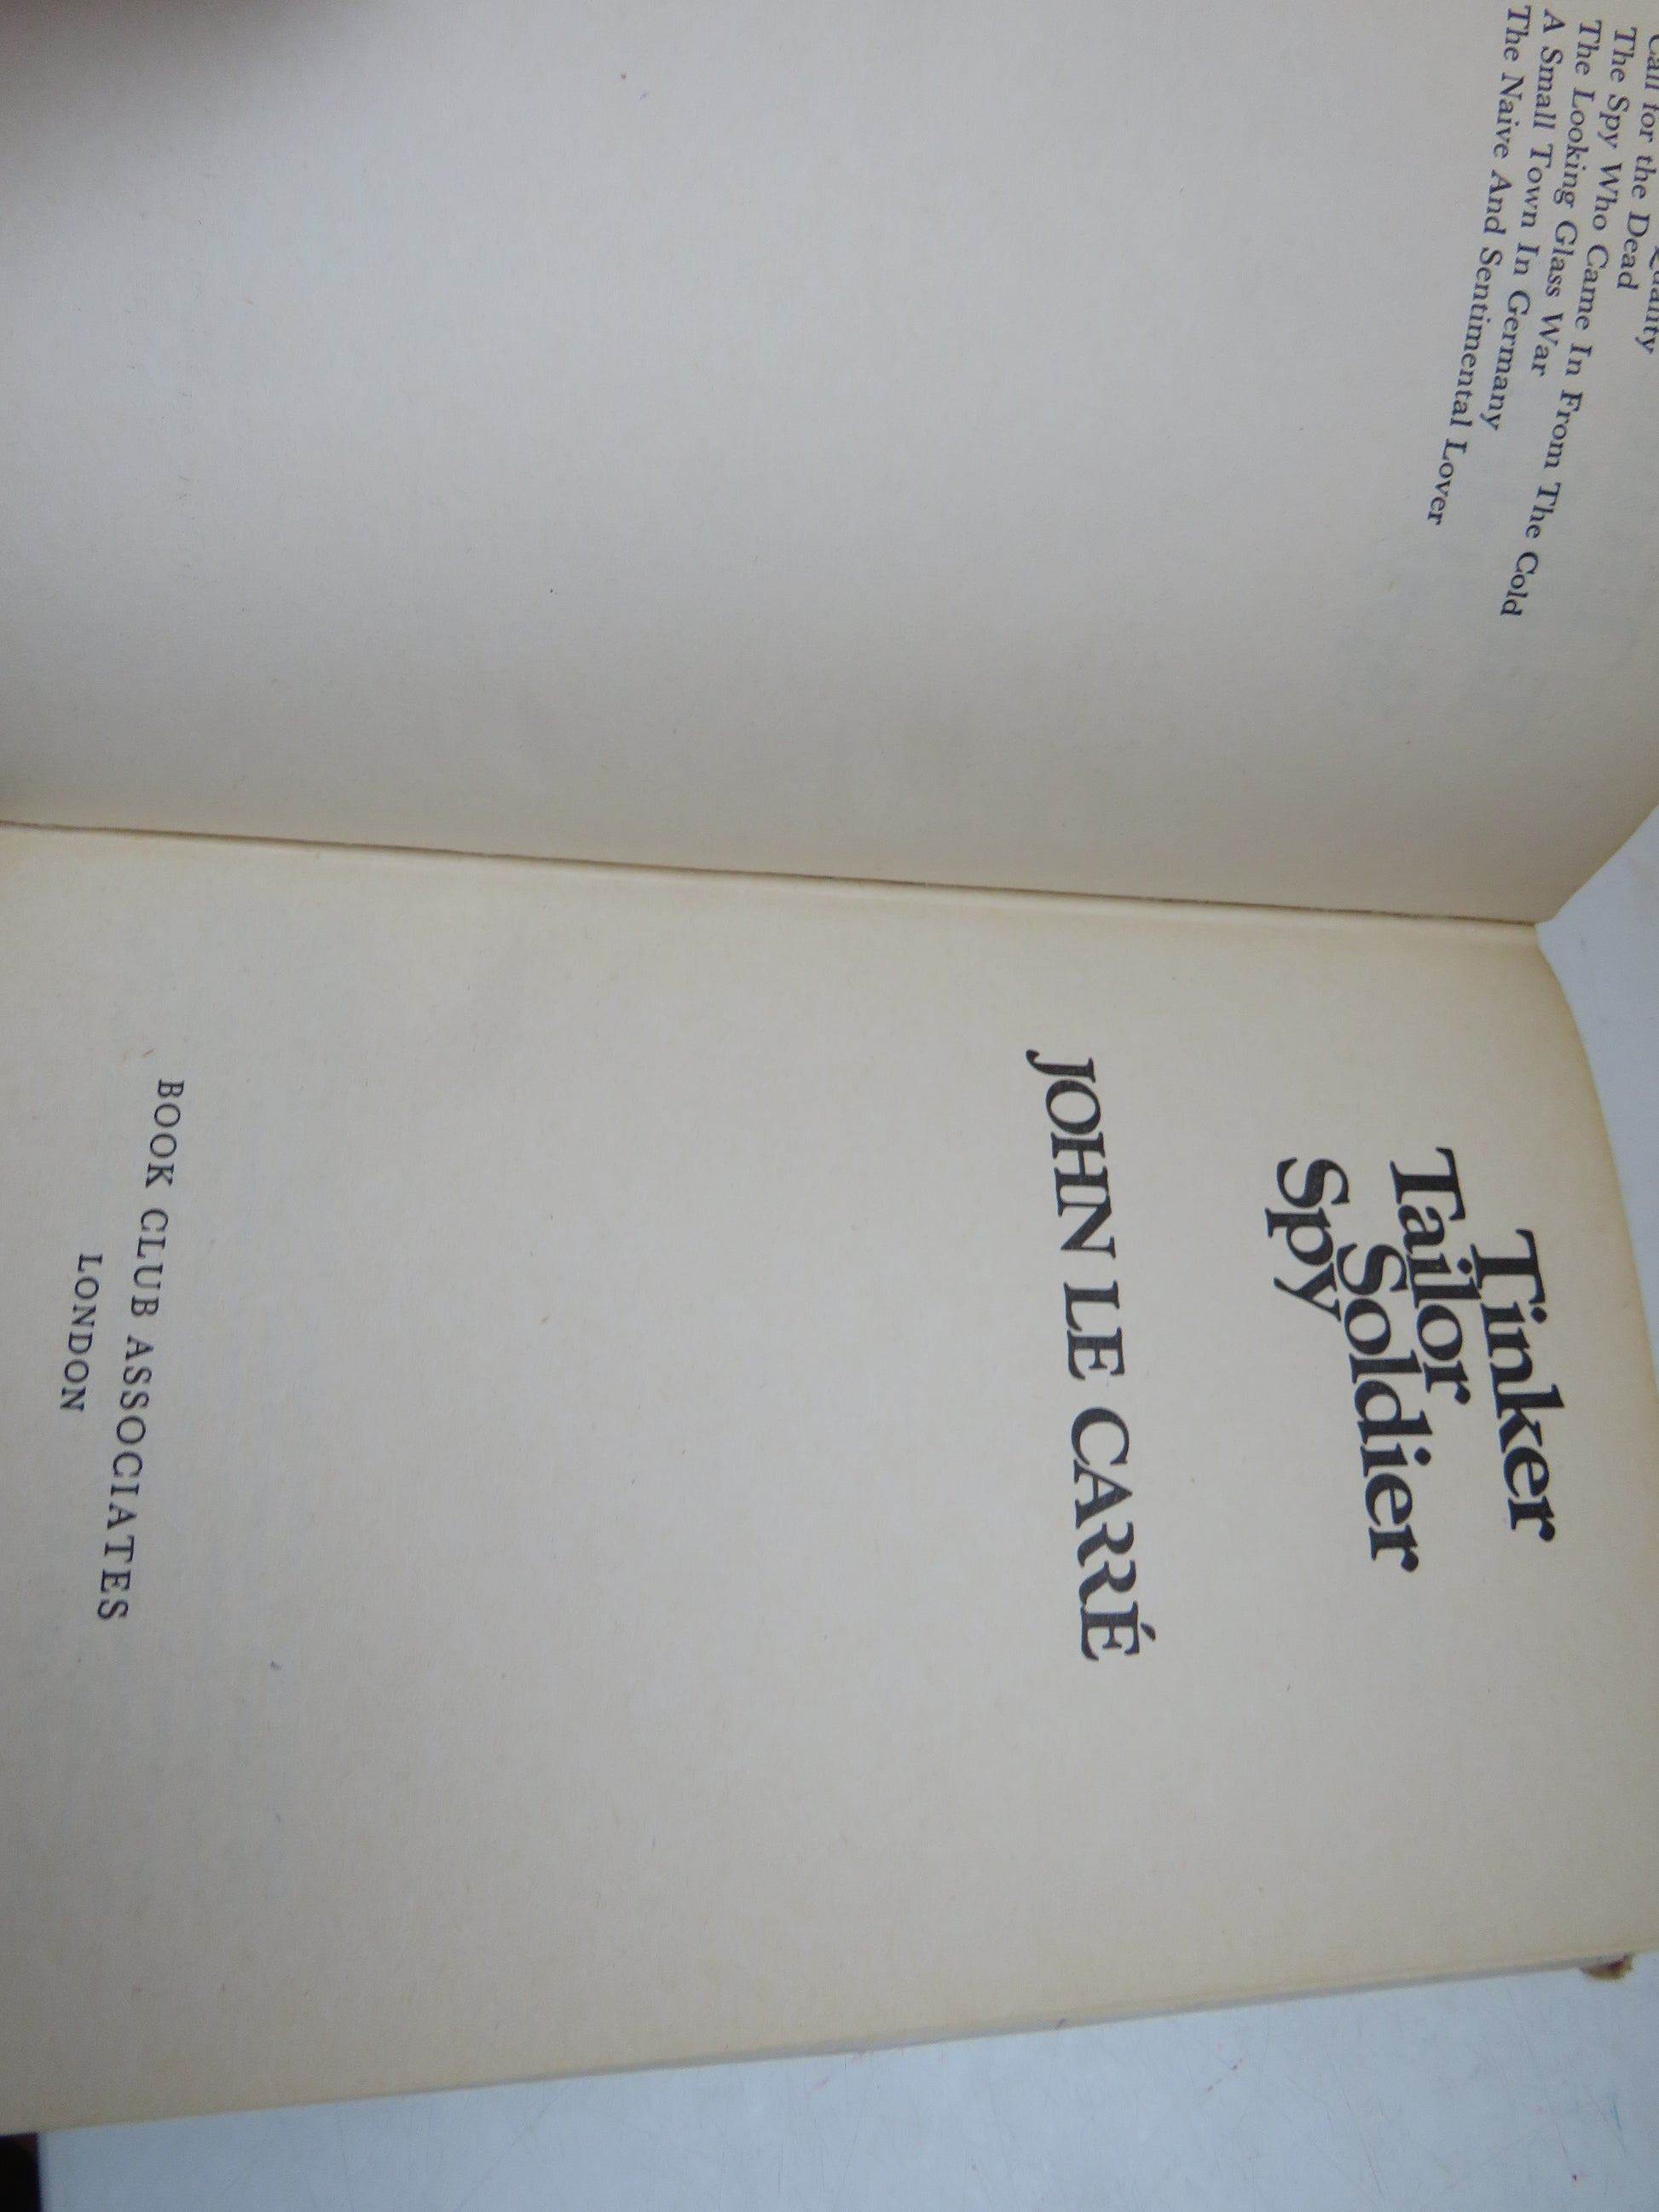 Quality
Call for the Dead
The Spy Who Came In From The Cold
The Looking Glass War
A Small Town In Germany
The Naive And Sentimental Lover
Tinker
Tailor
Soldier
Spy
JOHN LE CARRÉ
BOOK CLUB ASSOCIATES
LONDON